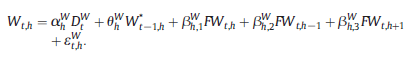 W_{t,h} = α_h^W D_t^W + θ_h^W W_{t−1,h}^* + β_{h,1}^W FW_{t,h} + β_{h,2}^W FW_{t,h−1} + β_{h,3}^W FW_{t,h+1}
+ ε_{t,h}^W.